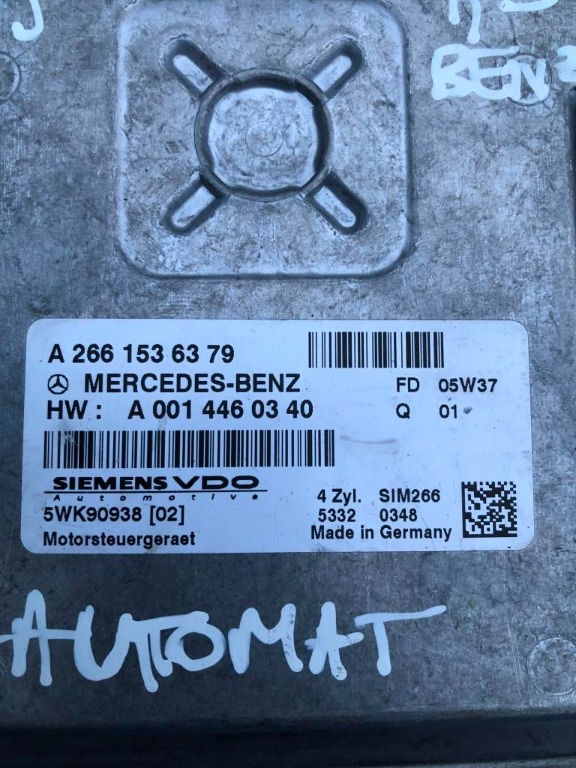 BENZ
A 266 153 63 79
MERCEDES-BENZ
FD 05W37
HW : A 001 446 03 40
Q 01
SIEMENS VDO
Automotive
4 Zyl. SIM266
5WK90938 [02]
5332 0348
Motorsteuergeraet
Made in Germany
AUTOMAT